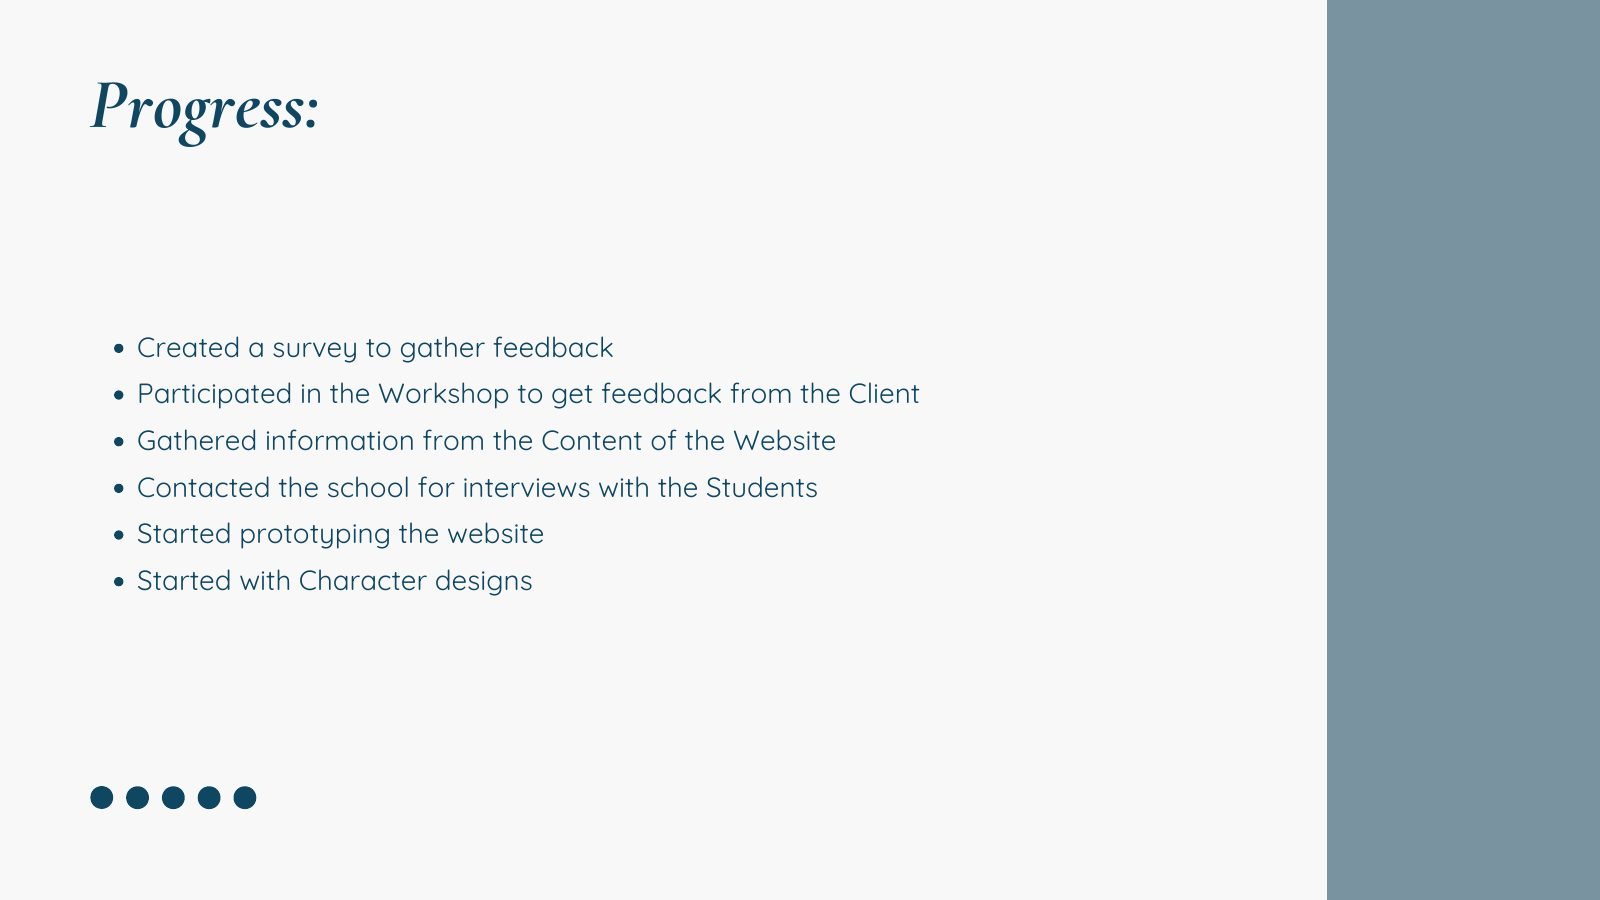 Progress:
• Created a survey to gather feedback
• Participated in the Workshop to get feedback from the Client
• Gathered information from the Content of the Website
• Contacted the school for interviews with the Students
• Started prototyping the website
• Started with Character designs